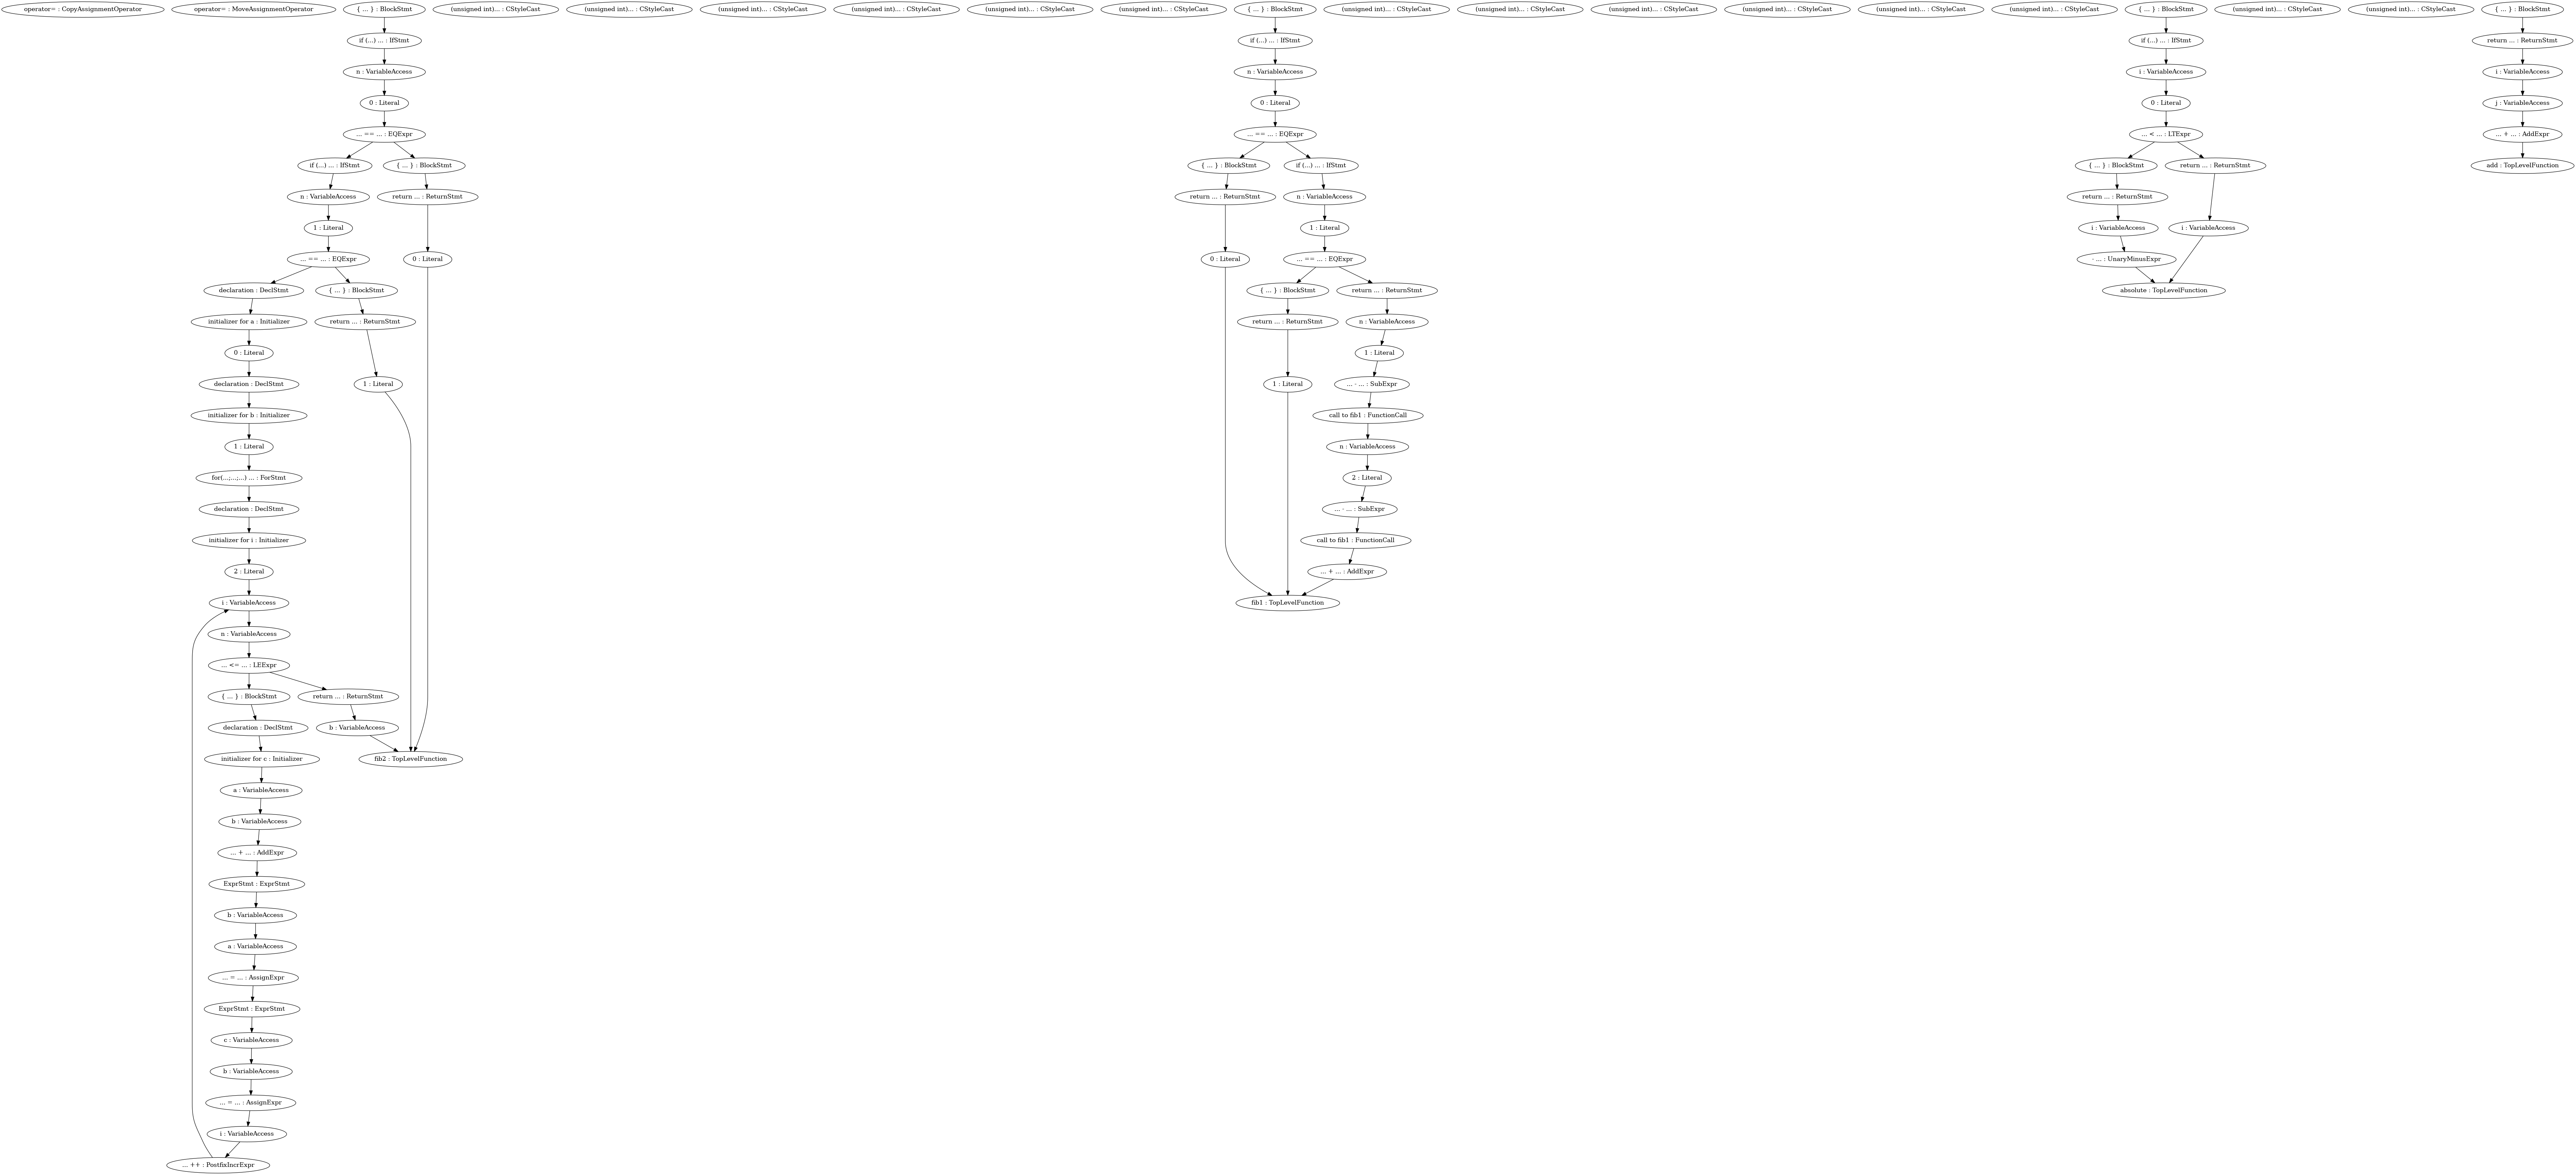 operator= : CopyAssignmentOperator
operator= : MoveAssignmentOperator
{ ... } : BlockStmt
if (...) ... : IfStmt
n : VariableAccess
0 : Literal
... == ... : EQExpr
if (...) ... : IfStmt
n : VariableAccess
1 : Literal
... == ... : EQExpr
declaration : DeclStmt
initializer for a : Initializer
0 : Literal
declaration : DeclStmt
initializer for b : Initializer
1 : Literal
for(...;...;...) ... : ForStmt
declaration : DeclStmt
initializer for i : Initializer
2 : Literal
i : VariableAccess
n : VariableAccess
... <= ... : LEExpr
{ ... } : BlockStmt
declaration : DeclStmt
initializer for c : Initializer
a : VariableAccess
b : VariableAccess
... + ... : AddExpr
ExprStmt : ExprStmt
b : VariableAccess
a : VariableAccess
... = ... : AssignExpr
ExprStmt : ExprStmt
c : VariableAccess
b : VariableAccess
... = ... : AssignExpr
i : VariableAccess
... ++ : PostfixIncrExpr
return ... : ReturnStmt
b : VariableAccess
{ ... } : BlockStmt
return ... : ReturnStmt
1 : Literal
{ ... } : BlockStmt
return ... : ReturnStmt
0 : Literal
fib2 : TopLevelFunction
(unsigned int)... : CStyleCast
(unsigned int)... : CStyleCast
(unsigned int)... : CStyleCast
(unsigned int)... : CStyleCast
(unsigned int)... : CStyleCast
(unsigned int)... : CStyleCast
{ ... } : BlockStmt
if (...) ... : IfStmt
n : VariableAccess
0 : Literal
... == ... : EQExpr
{ ... } : BlockStmt
return ... : ReturnStmt
0 : Literal
if (...) ... : IfStmt
n : VariableAccess
1 : Literal
... == ... : EQExpr
{ ... } : BlockStmt
return ... : ReturnStmt
1 : Literal
return ... : ReturnStmt
n : VariableAccess
1 : Literal
... - ... : SubExpr
call to fib1 : FunctionCall
n : VariableAccess
2 : Literal
... - ... : SubExpr
call to fib1 : FunctionCall
... + ... : AddExpr
fib1 : TopLevelFunction
(unsigned int)... : CStyleCast
(unsigned int)... : CStyleCast
(unsigned int)... : CStyleCast
(unsigned int)... : CStyleCast
(unsigned int)... : CStyleCast
(unsigned int)... : CStyleCast
{ ... } : BlockStmt
if (...) ... : IfStmt
i : VariableAccess
0 : Literal
... < ... : LTExpr
{ ... } : BlockStmt
return ... : ReturnStmt
i : VariableAccess
- ... : UnaryMinusExpr
return ... : ReturnStmt
i : VariableAccess
absolute : TopLevelFunction
(unsigned int)... : CStyleCast
(unsigned int)... : CStyleCast
{ ... } : BlockStmt
return ... : ReturnStmt
i : VariableAccess
j : VariableAccess
... + ... : AddExpr
add : TopLevelFunction